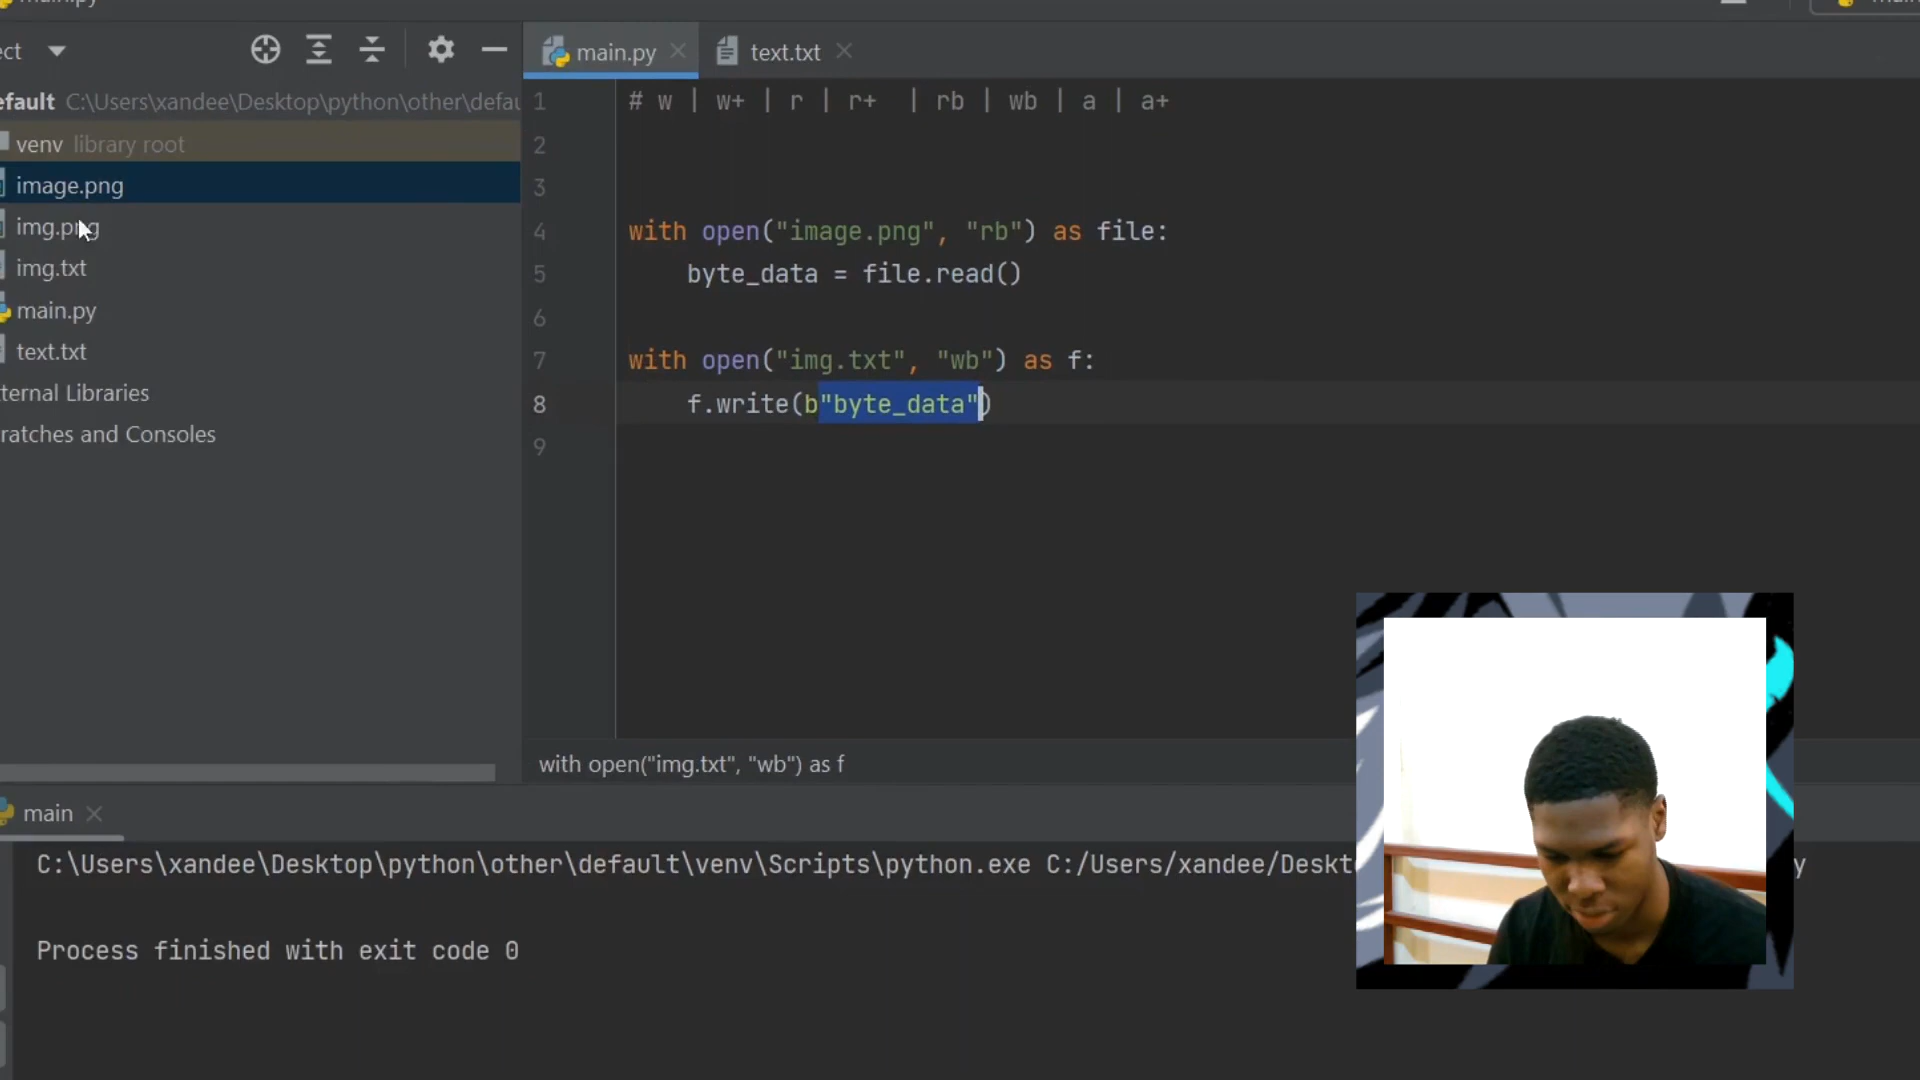 main.py
ect
main.py
text.txt
efault C:\Users\xandee\Desktop\python\other\defau
venv library root
image.png
img.png
img.txt
main.py
text.txt
ternal Libraries
ratches and Consoles
1 # w | w+ | r | r+ | rb | wb | a | a+
2
3
4 with open("image.png", "rb") as file:
5 byte_data = file.read()
6
7 with open("img.txt", "wb") as f:
8 f.write(b"byte_data")
9
with open("img.txt", "wb") as f
main
C:\Users\xandee\Desktop\python\other\default\venv\Scripts\python.exe C:/Users/xandee/Deskt y
Process finished with exit code 0